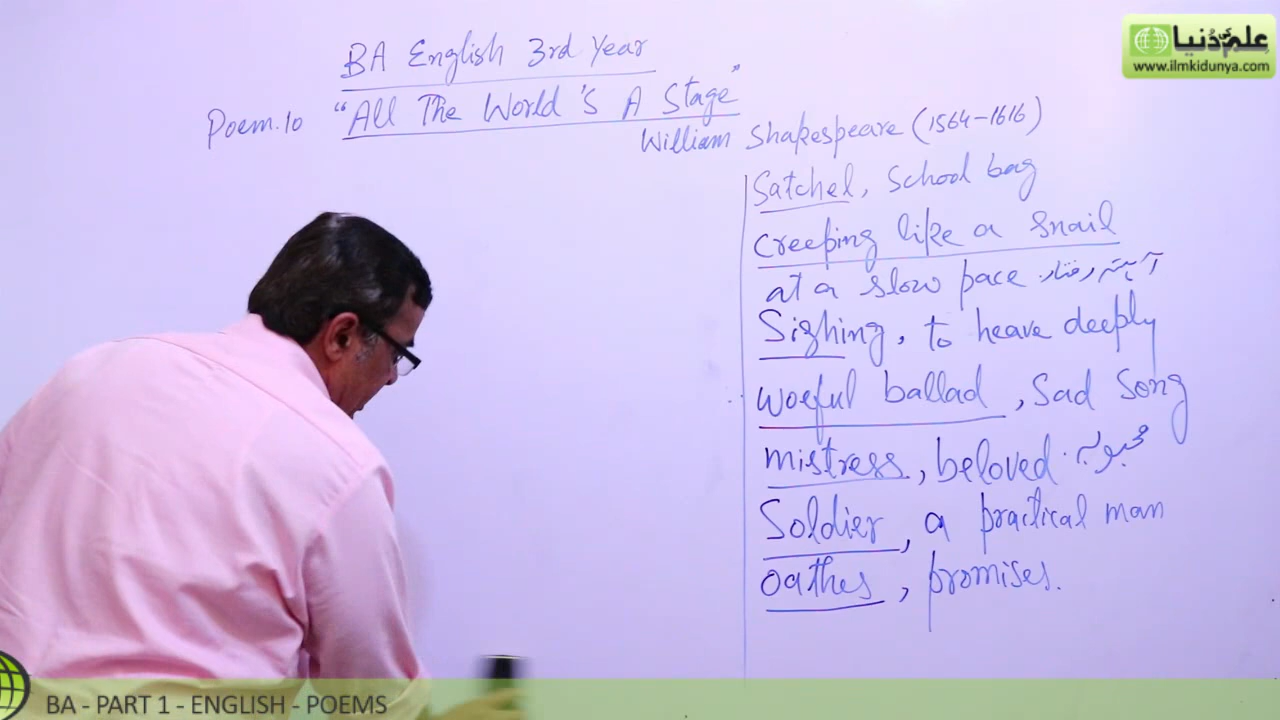 BA English 3rd Year
Poem.10 "All The World's A Stage"
William Shakespeare (1564-1616)
Satchel, School bag
creeping like a snail
at a slow pace آہستہ رفتار
Sighing, to heave deeply
woeful ballad, Sad Song
mistress, beloved محبوبہ
Soldier, a practical man
oathes, promises.
علم کی دُنیا
www.ilmkidunya.com
BA - PART 1 - ENGLISH - POEMS